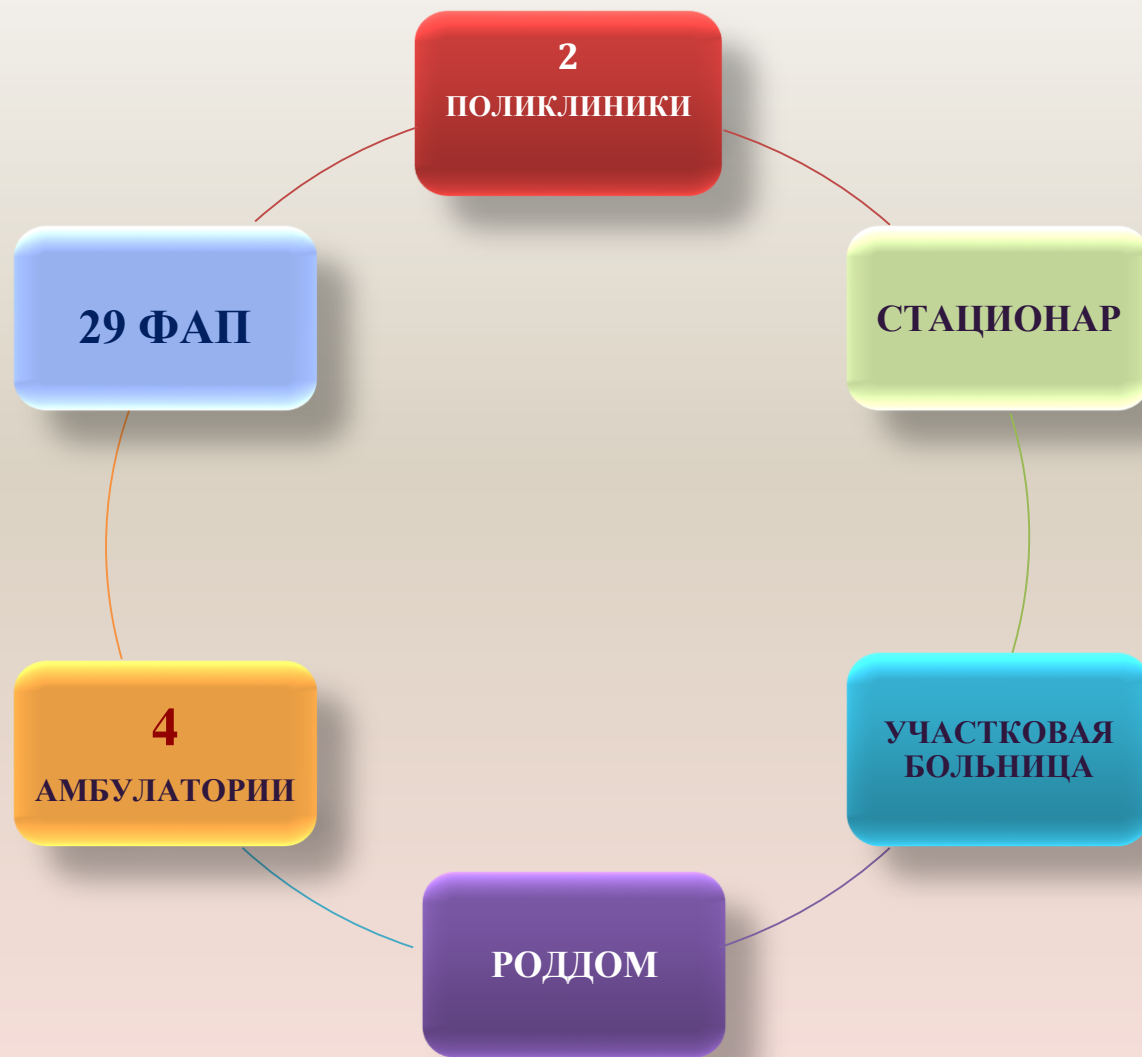 2
ПОЛИКЛИНИКИ
29 ФАП
СТАЦИОНАР
4
АМБУЛАТОРИИ
УЧАСТКОВАЯ
БОЛЬНИЦА
РОДДОМ